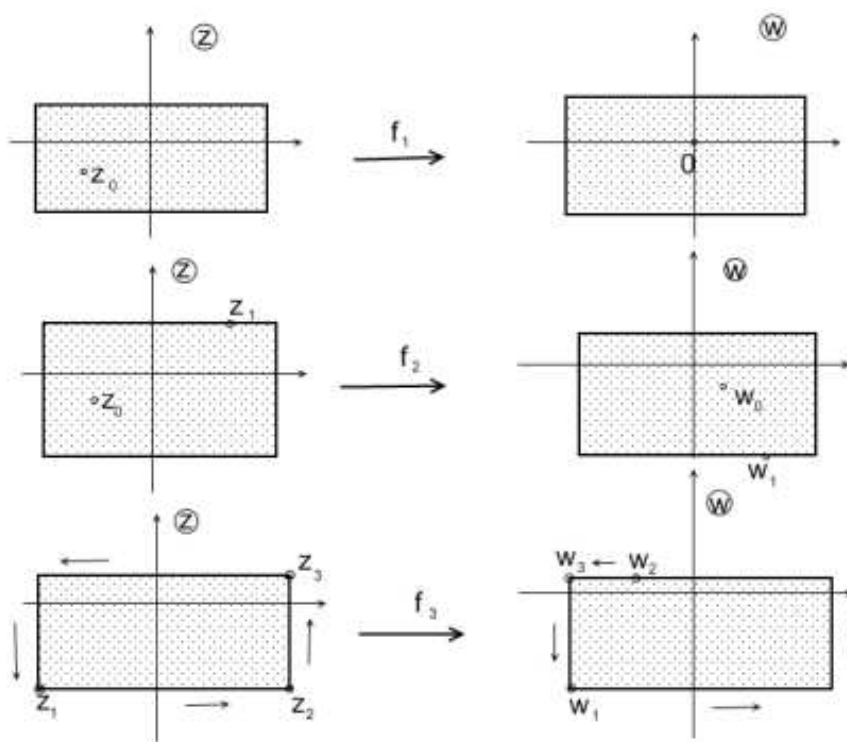 z w
f₁
z₀ 0
z w
z₁
f₂
z₀ w₀
w₁
z w
z₃ w₃ w₂
f₃
z₁ z₂ w₁